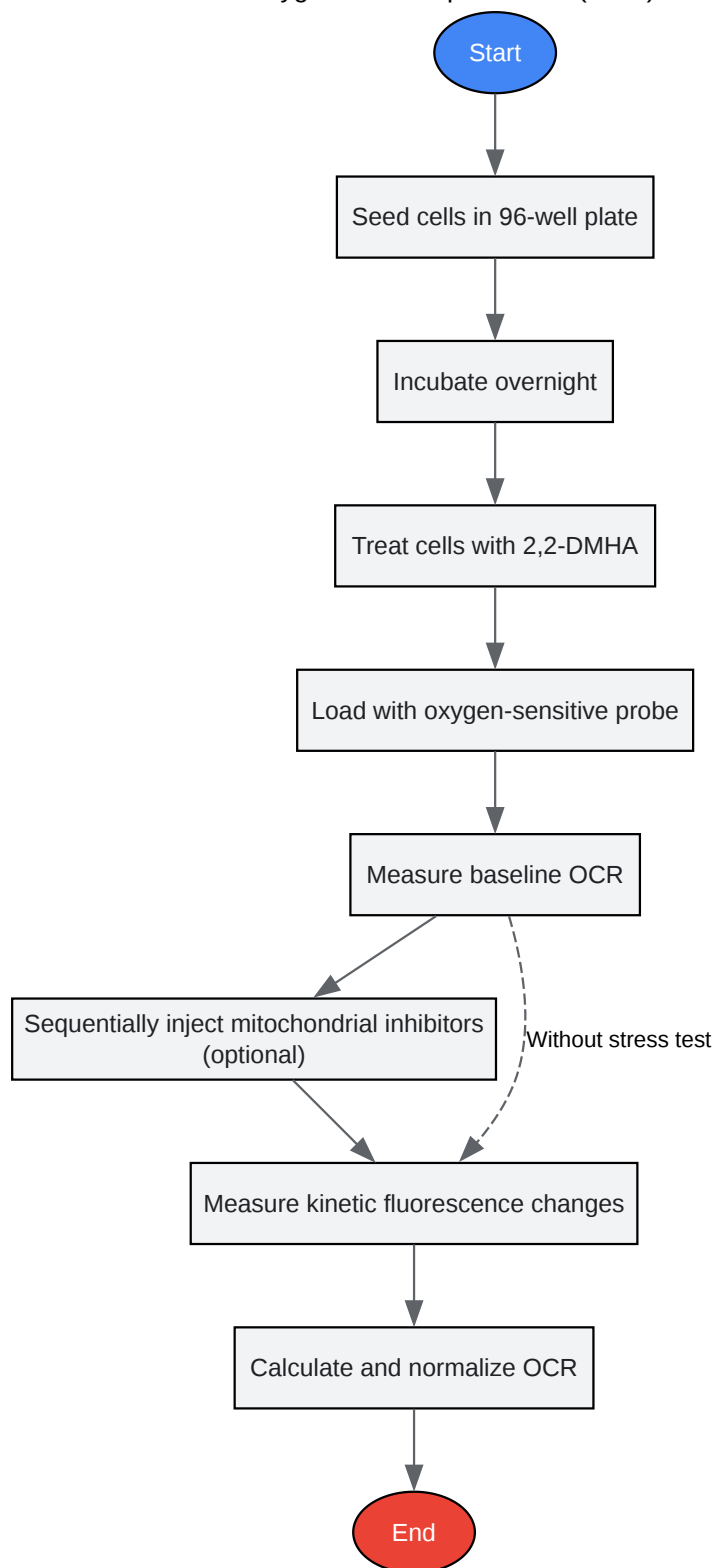 Start
Seed cells in 96-well plate
Incubate overnight
Treat cells with 2,2-DMHA
Load with oxygen-sensitive probe
Measure baseline OCR
Sequentially inject mitochondrial inhibitors
(optional)
Without stress test
Measure kinetic fluorescence changes
Calculate and normalize OCR
End